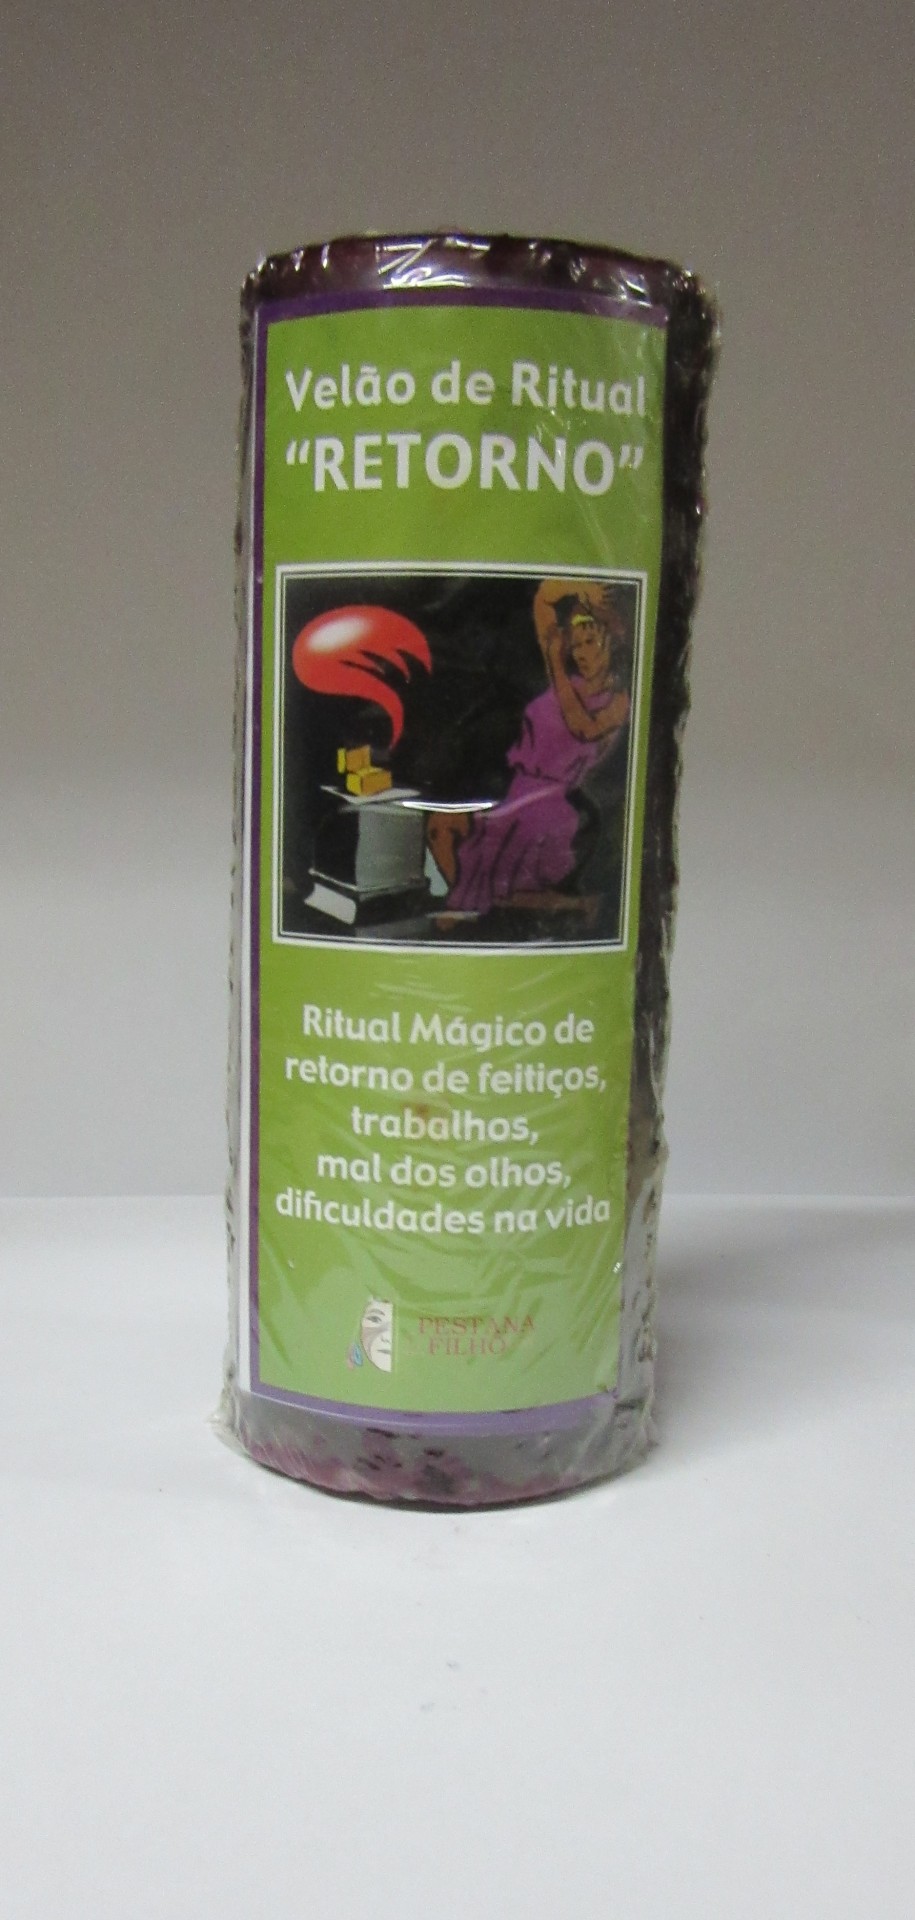 Velão de Ritual
“RETORNO”
Ritual Mágico de
retorno de feitiços,
trabalhos,
mal dos olhos,
dificuldades na vida
PESTANA
FILHO